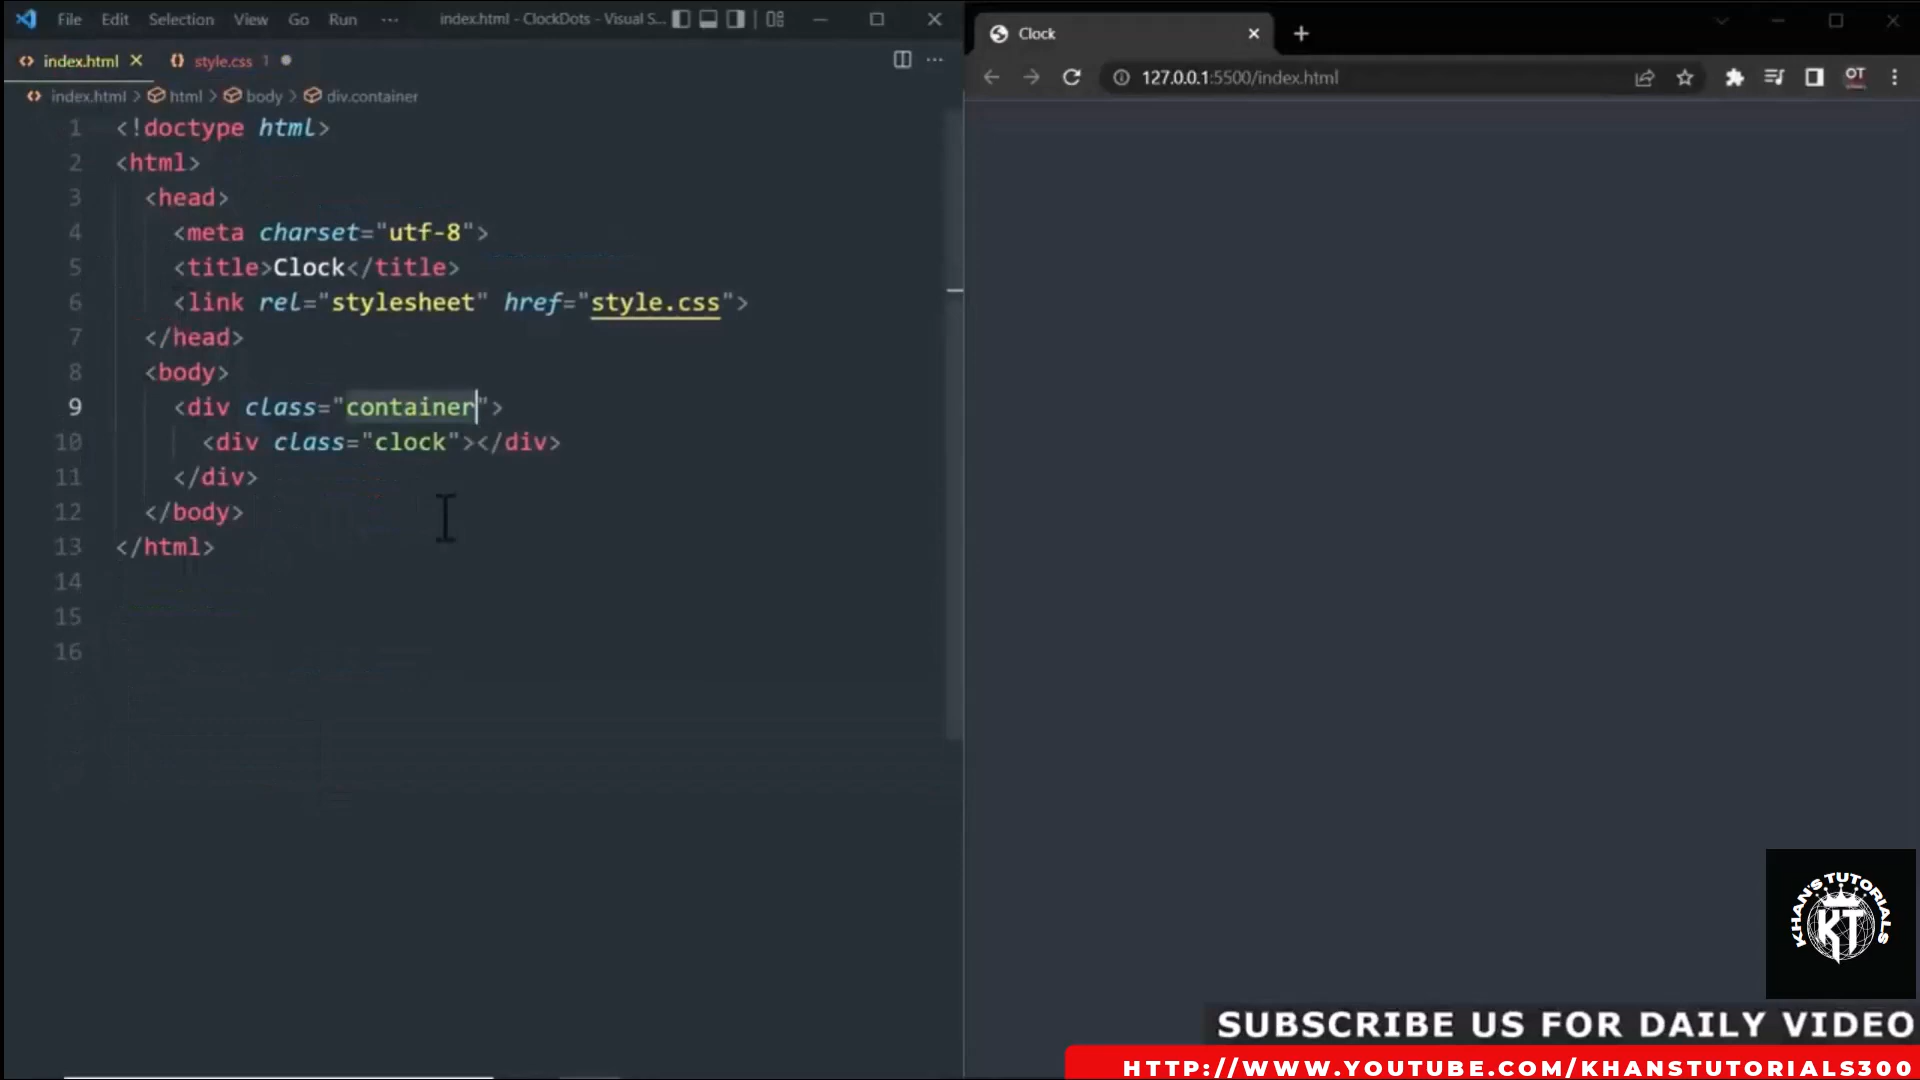 File Edit Selection View Go Run ··· index.html - ClockDots - Visual S...
index.html style.css 1
index.html > html > body > div.container
1 <!doctype html>
2 <html>
3 <head>
4 <meta charset="utf-8">
5 <title>Clock</title>
6 <link rel="stylesheet" href="style.css">
7 </head>
8 <body>
9 <div class="container">
10 <div class="clock"></div>
11 </div>
12 </body>
13 </html>
14
15
16
Clock
127.0.0.1:5500/index.html
OT
KHAN'S TUTORIALS
KT
SUBSCRIBE US FOR DAILY VIDEO
HTTP://WWW.YOUTUBE.COM/KHANSTUTORIALS300